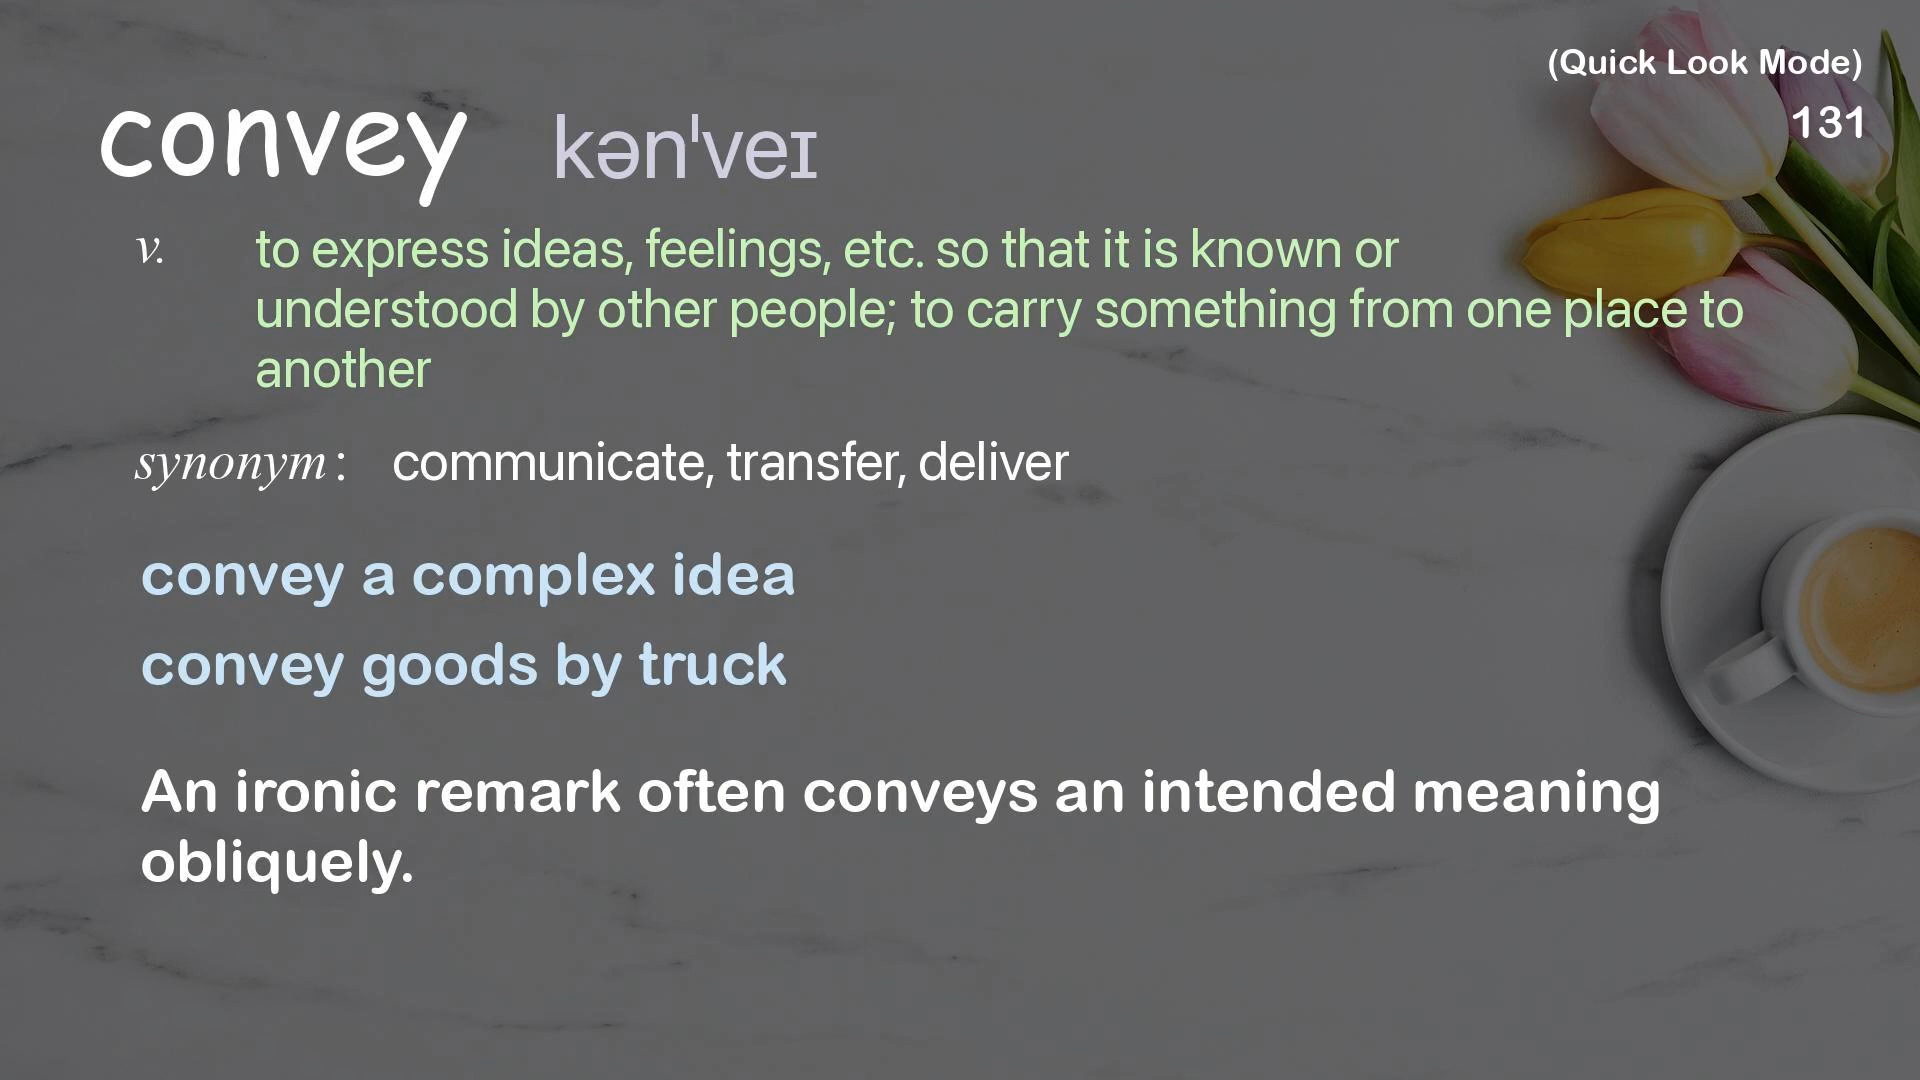 (Quick Look Mode)
131
convey kən'veɪ
v. to express ideas, feelings, etc. so that it is known or
understood by other people; to carry something from one place to
another
synonym: communicate, transfer, deliver
convey a complex idea
convey goods by truck
An ironic remark often conveys an intended meaning
obliquely.